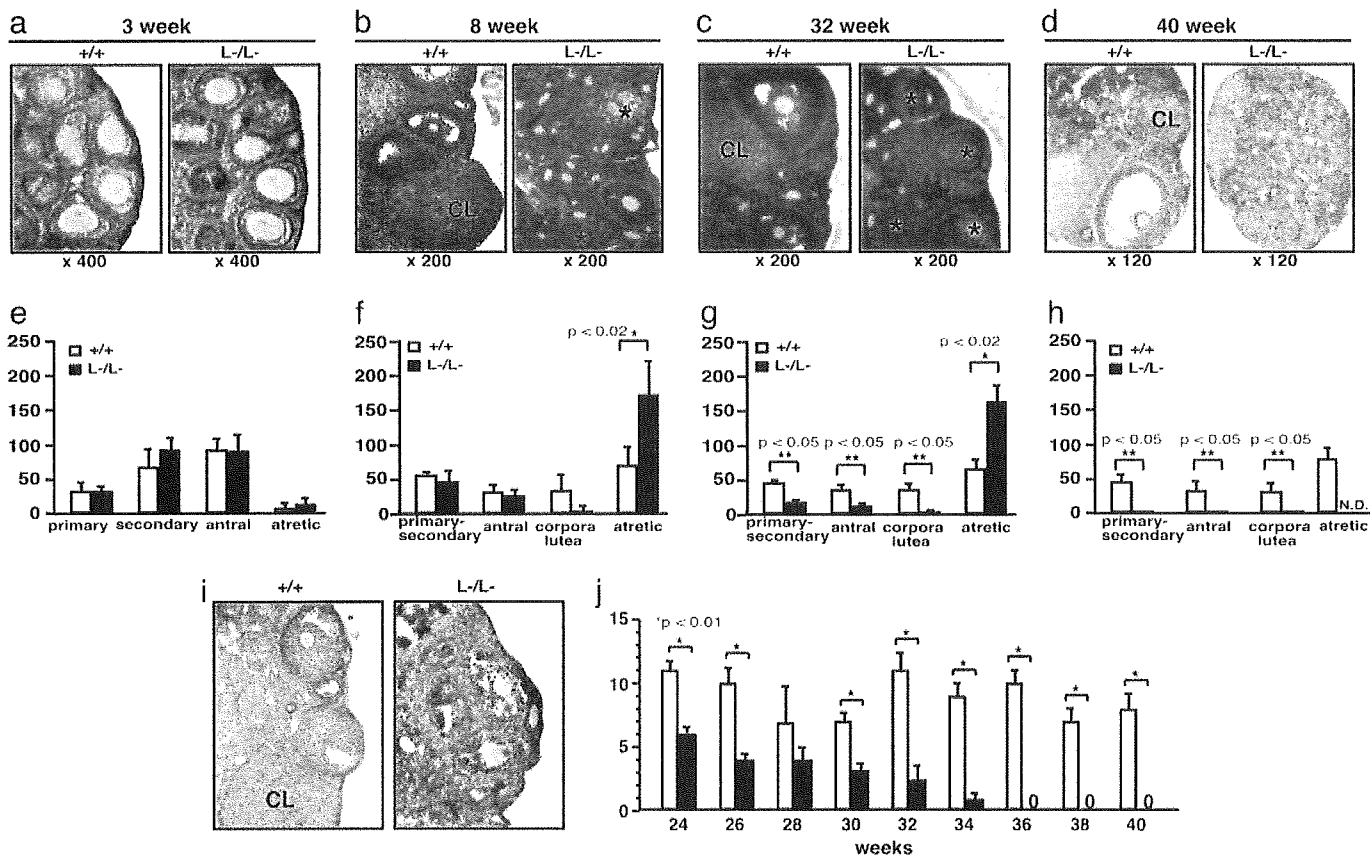 a 3 week
+/+ L-/L-
x 400 x 400
b 8 week
+/+ L-/L-
CL *
x 200 x 200
c 32 week
+/+ L-/L-
CL * * * *
x 200 x 200
d 40 week
+/+ L-/L-
CL
x 120 x 120
e
250
200
150
100
50
0
+/+
L-/L-
primary secondary antral atretic
f
250
200
150
100
50
0
+/+
L-/L-
p < 0.02 *
primary-
secondary antral corpora
lutea atretic
g
250
200
150
100
50
0
+/+
L-/L-
p < 0.02
*
p < 0.05 p < 0.05 p < 0.05
** ** **
primary-
secondary antral corpora
lutea atretic
h
250
200
150
100
50
0
+/+
L-/L-
p < 0.05 p < 0.05 p < 0.05
** ** **
N.D.
primary-
secondary antral corpora
lutea atretic
i
+/+ L-/L-
CL
j
15
10
5
0
*p < 0.01
* * * * * * * *
0 0 0
24 26 28 30 32 34 36 38 40
weeks